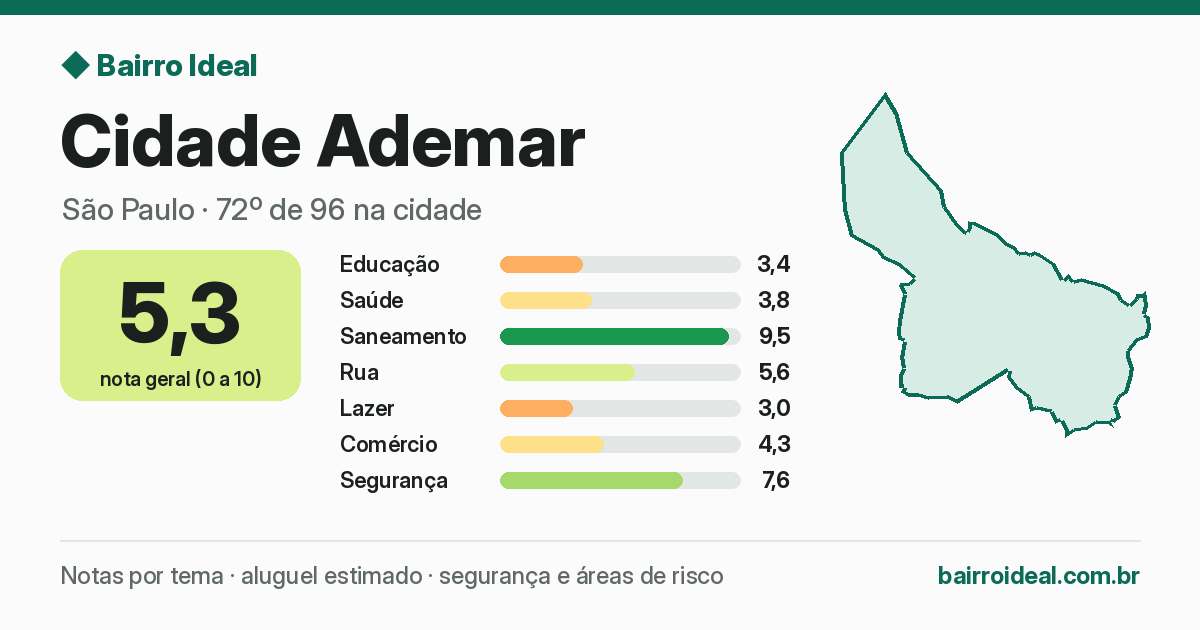 Bairro Ideal
Cidade Ademar
São Paulo · 72º de 96 na cidade
5,3
nota geral (0 a 10)
Educação 3,4
Saúde 3,8
Saneamento 9,5
Rua 5,6
Lazer 3,0
Comércio 4,3
Segurança 7,6
Notas por tema · aluguel estimado · segurança e áreas de risco
bairroideal.com.br